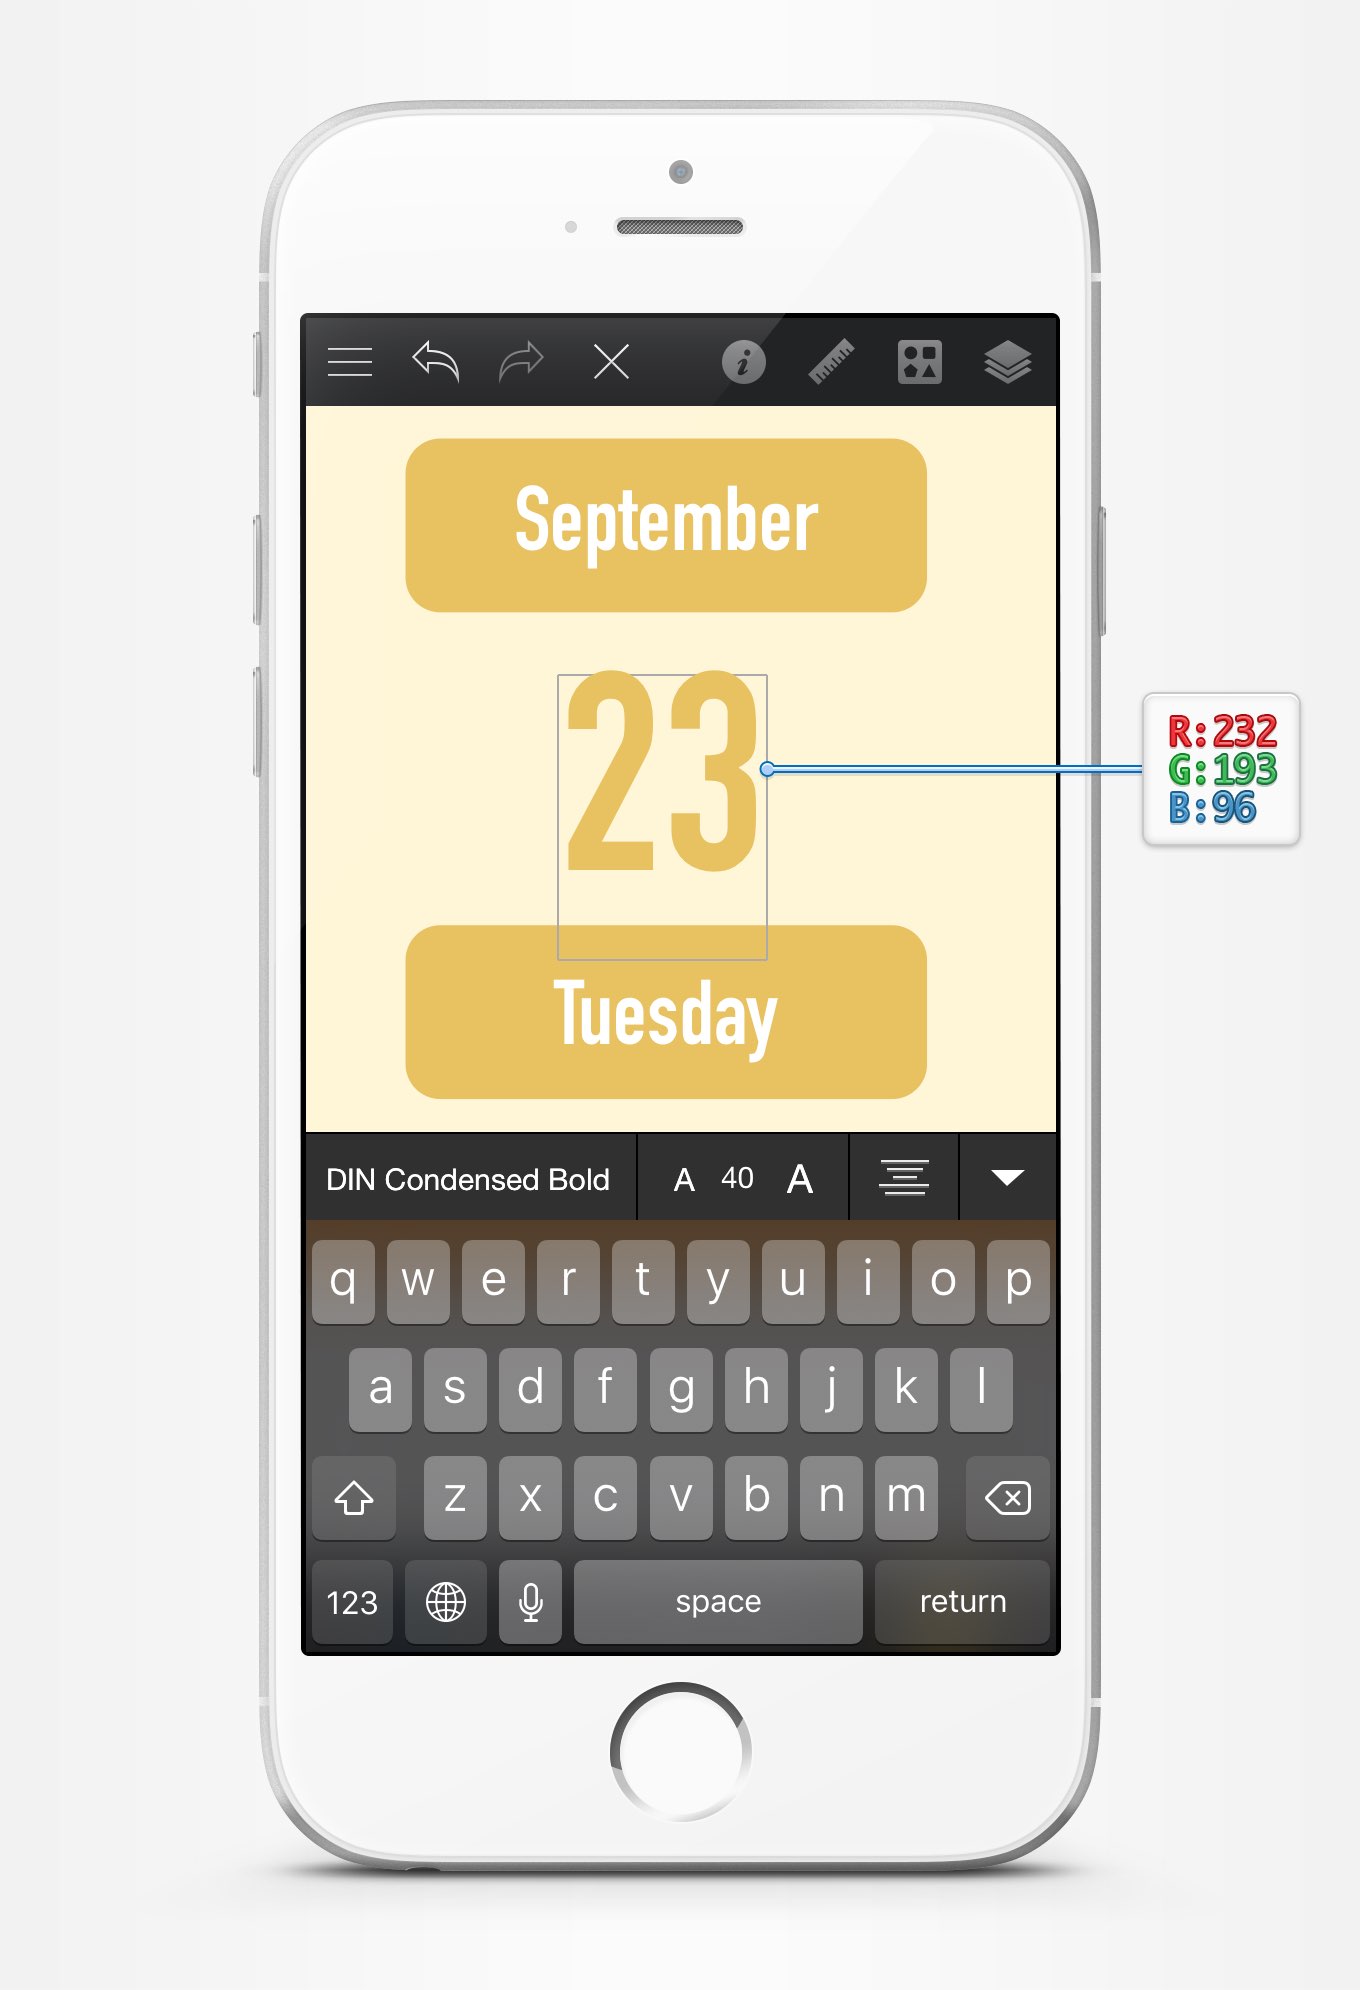 September
23
R:232
G:193
B:96
Tuesday
DIN Condensed Bold A 40 A
q w e r t y u i o p
a s d f g h j k l
z x c v b n m
123 space return